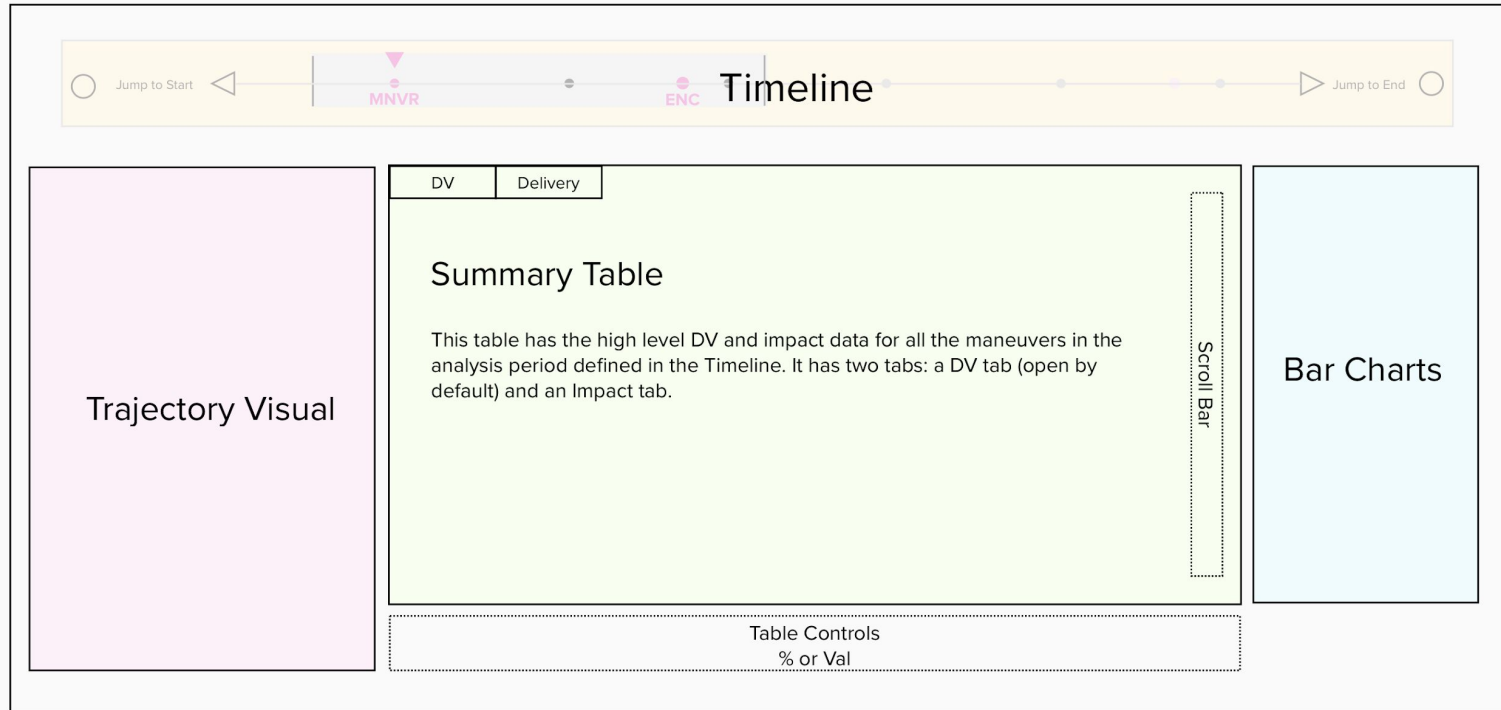 Jump to Start
MNVR
ENC
Timeline
Jump to End
Trajectory Visual
DV
Delivery
Summary Table
This table has the high level DV and impact data for all the maneuvers in the
analysis period defined in the Timeline. It has two tabs: a DV tab (open by
default) and an Impact tab.
Scroll Bar
Bar Charts
Table Controls
% or Val